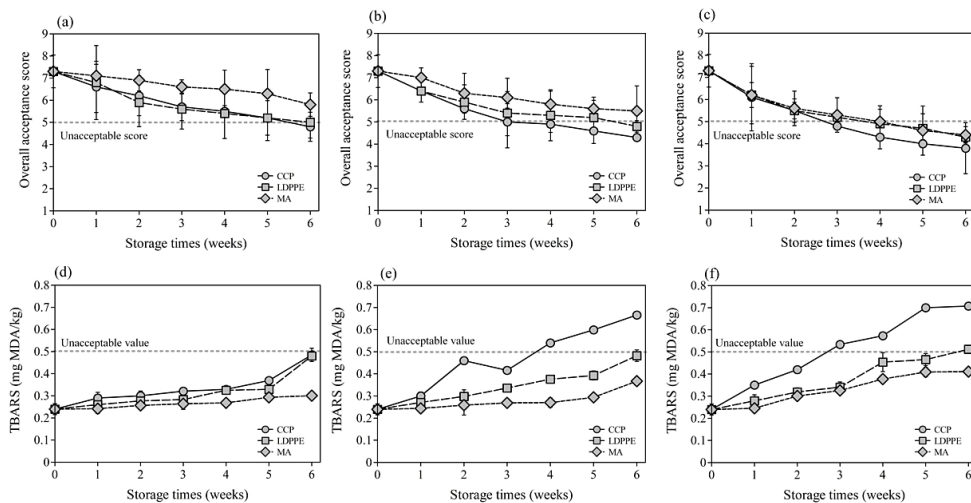 (a)
Overall acceptance score
9
8
7
6
5
4
3
2
1
Unacceptable score
CCP
LDPPE
MA
0 1 2 3 4 5 6
Storage times (weeks)
(b)
Overall acceptance score
9
8
7
6
5
4
3
2
1
Unacceptable score
CCP
LDPPE
MA
0 1 2 3 4 5 6
Storage times (weeks)
(c)
Overall acceptance score
9
8
7
6
5
4
3
2
1
Unacceptable score
CCP
LDPPE
MA
0 1 2 3 4 5 6
Storage times (weeks)
(d)
TBARS (mg MDA/kg)
0.8
0.7
0.6
0.5
0.4
0.3
0.2
0.1
0
Unacceptable value
CCP
LDPPE
MA
0 1 2 3 4 5 6
Storage times (weeks)
(e)
TBARS (mg MDA/kg)
0.8
0.7
0.6
0.5
0.4
0.3
0.2
0.1
0
Unacceptable value
CCP
LDPPE
MA
0 1 2 3 4 5 6
Storage times (weeks)
(f)
TBARS (mg MDA/kg)
0.8
0.7
0.6
0.5
0.4
0.3
0.2
0.1
0
Unacceptable value
CCP
LDPPE
MA
0 1 2 3 4 5 6
Storage times (weeks)